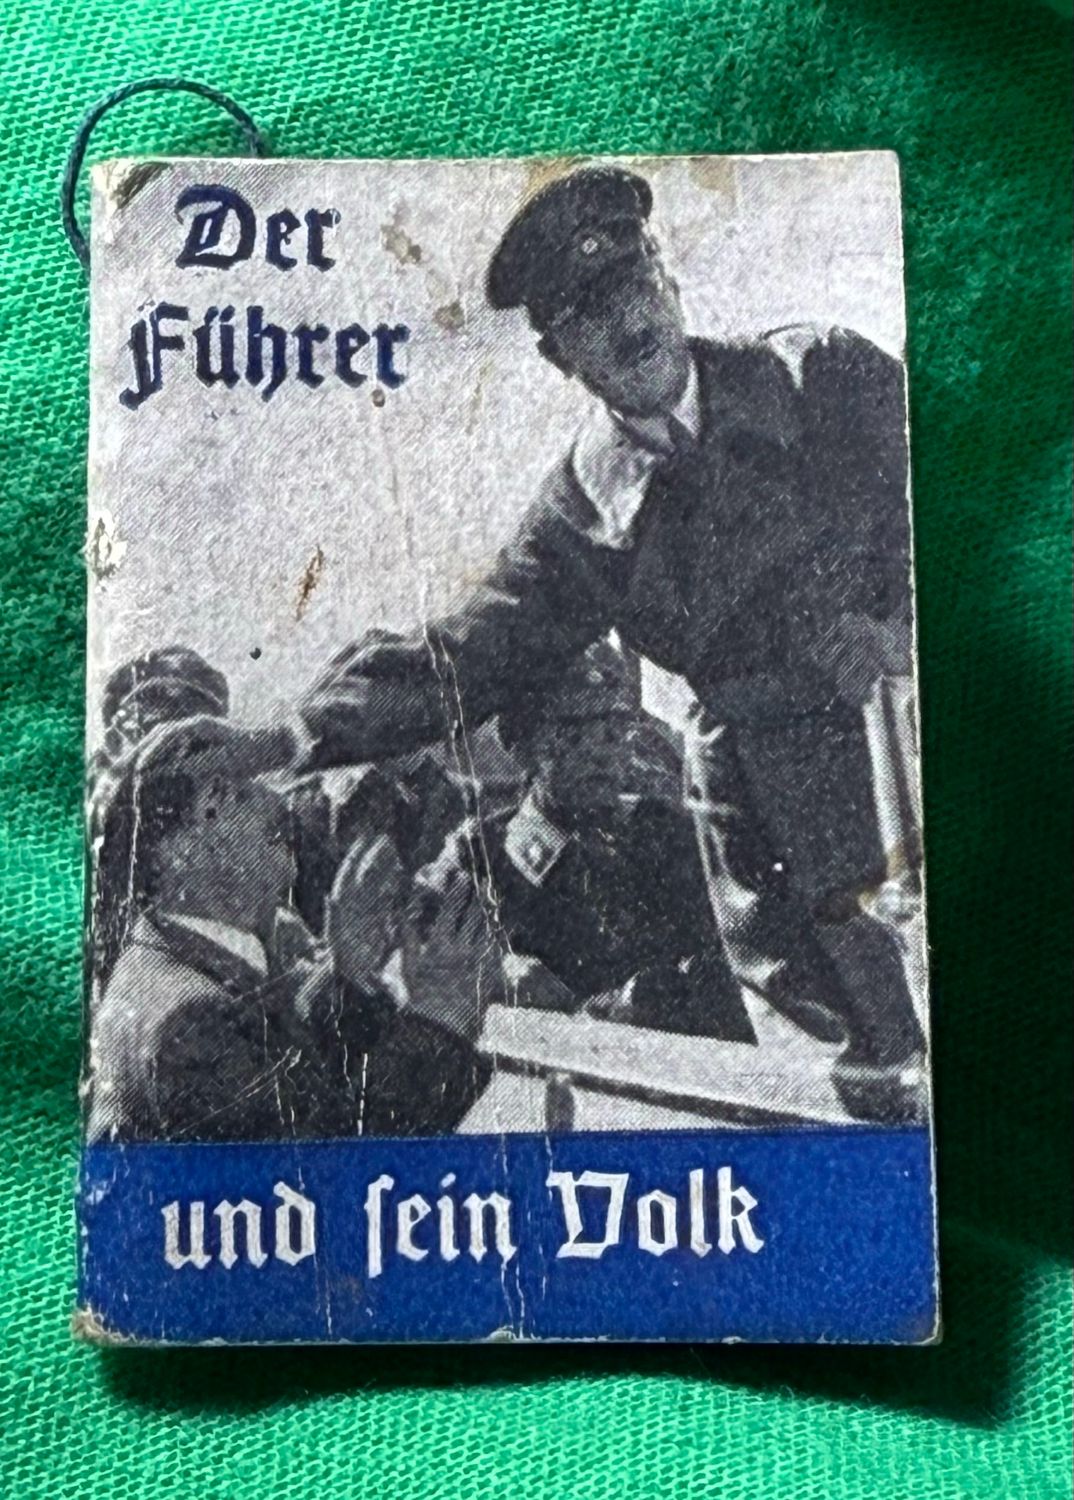 Der
Führer
und sein Volk